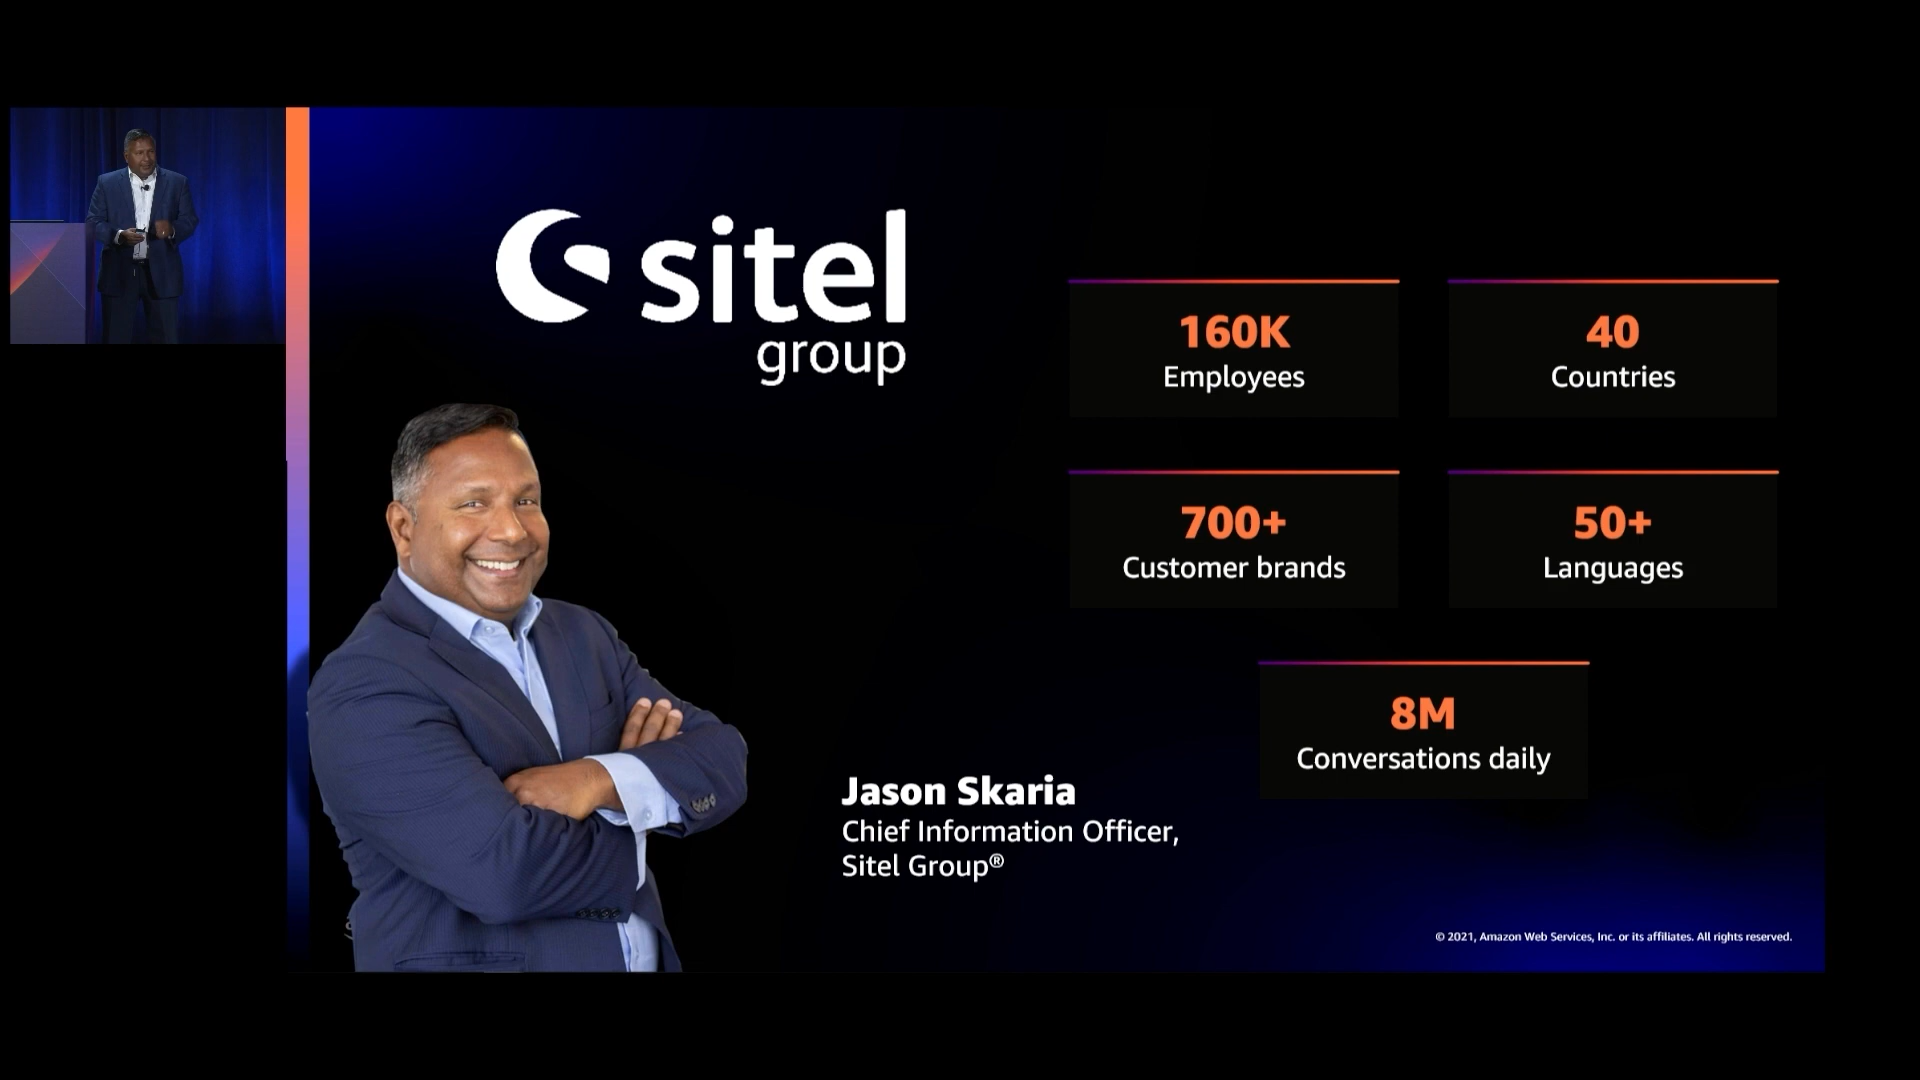 sitel
group
160K
Employees
40
Countries
700+
Customer brands
50+
Languages
8M
Conversations daily
Jason Skaria
Chief Information Officer,
Sitel Group®
© 2021, Amazon Web Services, Inc. or its affiliates. All rights reserved.